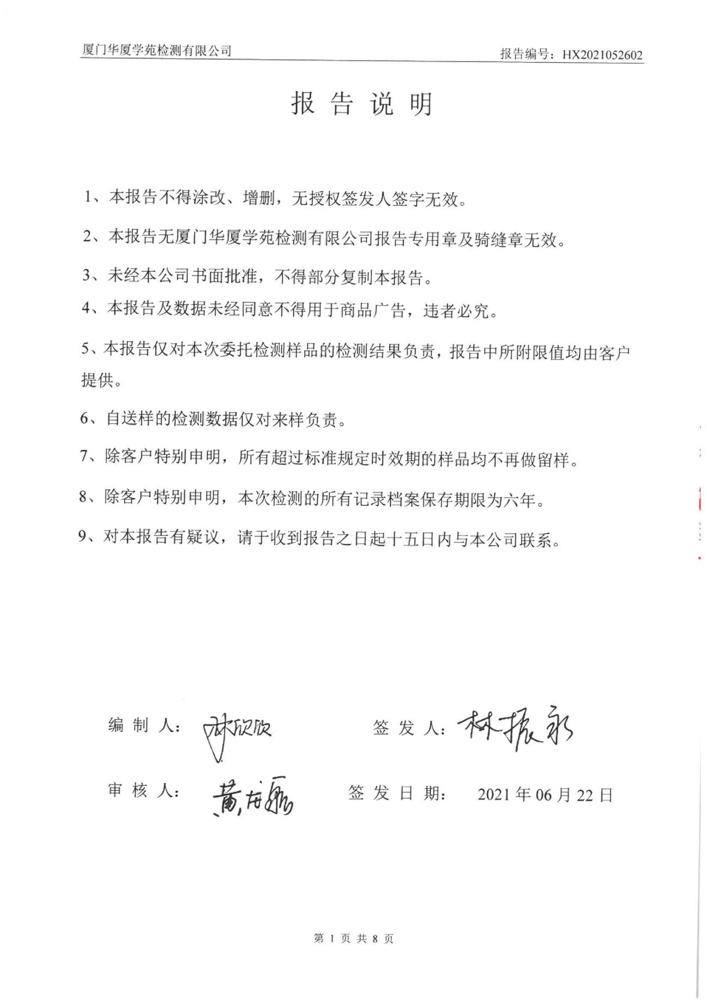 厦门华厦学苑检测有限公司
报告编号：HX2021052602
报告说明
1、本报告不得涂改、增删，无授权签发人签字无效。
2、本报告无厦门华厦学苑检测有限公司报告专用章及骑缝章无效。
3、未经本公司书面批准，不得部分复制本报告。
4、本报告及数据未经同意不得用于商品广告，违者必究。
5、本报告仅对本次委托检测样品的检测结果负责，报告中所附限值均由客户
提供。
6、自送样的检测数据仅对来样负责。
7、除客户特别申明，所有超过标准规定时效期的样品均不再做留样。
8、除客户特别申明，本次检测的所有记录档案保存期限为六年。
9、对本报告有疑议，请于收到报告之日起十五日内与本公司联系。
编制人：林欣欣
签发人：林振永
审核人：黄
签发日期：2021年06月22日
第 1 页 共 8 页